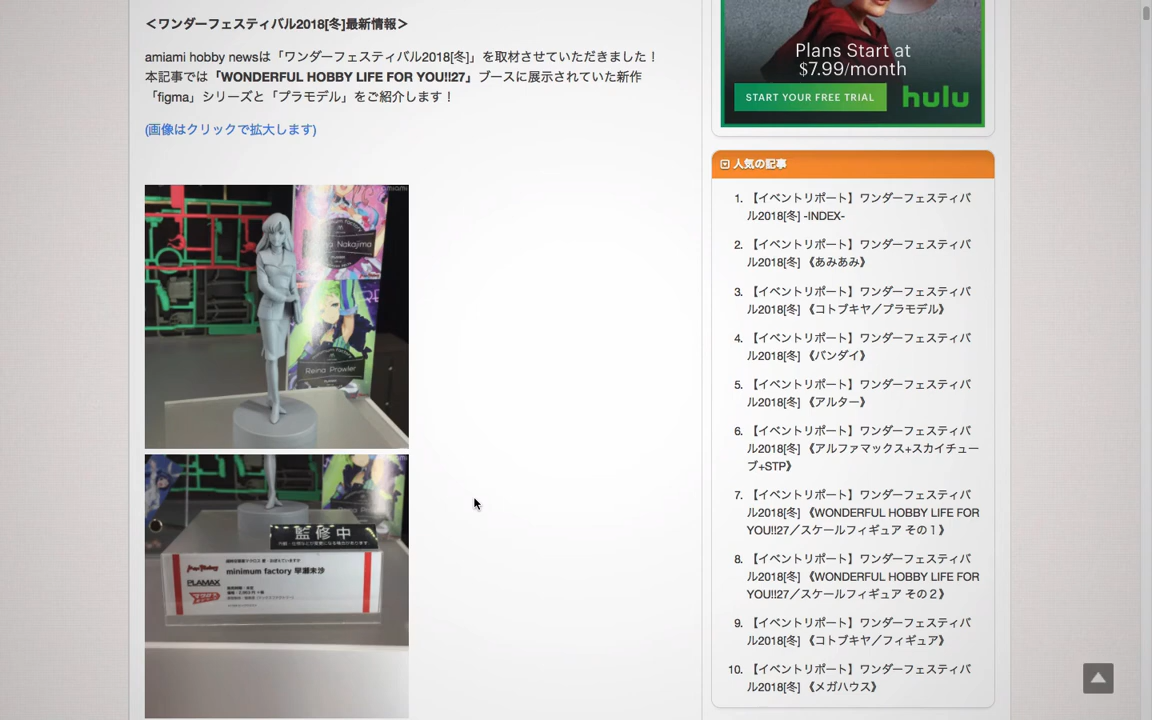 ＜ワンダーフェスティバル2018[冬]最新情報＞
amiami hobby newsは「ワンダーフェスティバル2018[冬]」を取材させていただきました！
本記事では「WONDERFUL HOBBY LIFE FOR YOU!!27」ブースに展示されていた新作
「figma」シリーズと「プラモデル」をご紹介します！
(画像はクリックで拡大します)
amiami
Nakajima
Reina Prowler
監修中
minimum factory 早瀬未沙
PLAMAX
Plans Start at
$7.99/month
START YOUR FREE TRIAL
hulu
人気の記事
1. 【イベントリポート】ワンダーフェスティバ
ル2018[冬] -INDEX-
2. 【イベントリポート】ワンダーフェスティバ
ル2018[冬] 《あみあみ》
3. 【イベントリポート】ワンダーフェスティバ
ル2018[冬] 《コトブキヤ／プラモデル》
4. 【イベントリポート】ワンダーフェスティバ
ル2018[冬] 《バンダイ》
5. 【イベントリポート】ワンダーフェスティバ
ル2018[冬] 《アルター》
6. 【イベントリポート】ワンダーフェスティバ
ル2018[冬] 《アルファマックス+スカイチュー
ブ+STP》
7. 【イベントリポート】ワンダーフェスティバ
ル2018[冬] 《WONDERFUL HOBBY LIFE FOR
YOU!!27／スケールフィギュア その１》
8. 【イベントリポート】ワンダーフェスティバ
ル2018[冬] 《WONDERFUL HOBBY LIFE FOR
YOU!!27／スケールフィギュア その２》
9. 【イベントリポート】ワンダーフェスティバ
ル2018[冬] 《コトブキヤ／フィギュア》
10. 【イベントリポート】ワンダーフェスティバ
ル2018[冬] 《メガハウス》